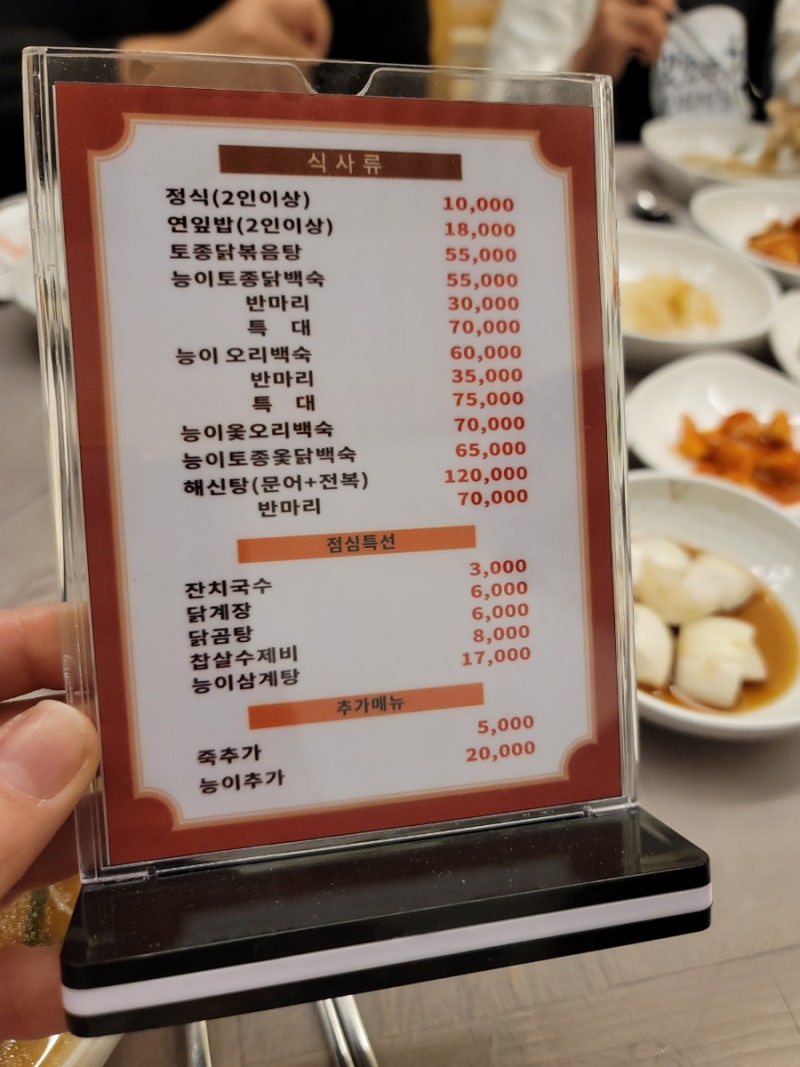 식사류
정식(2인이상) 10,000
연잎밥(2인이상) 18,000
토종닭볶음탕 55,000
능이토종닭백숙 55,000
반마리 30,000
특 대 70,000
능이 오리백숙 60,000
반마리 35,000
특 대 75,000
능이옻오리백숙 70,000
능이토종옻닭백숙 65,000
해신탕(문어+전복) 120,000
반마리 70,000
점심특선
잔치국수 3,000
닭계장 6,000
닭곰탕 6,000
찹살수제비 8,000
능이삼계탕 17,000
추가메뉴
죽추가 5,000
능이추가 20,000